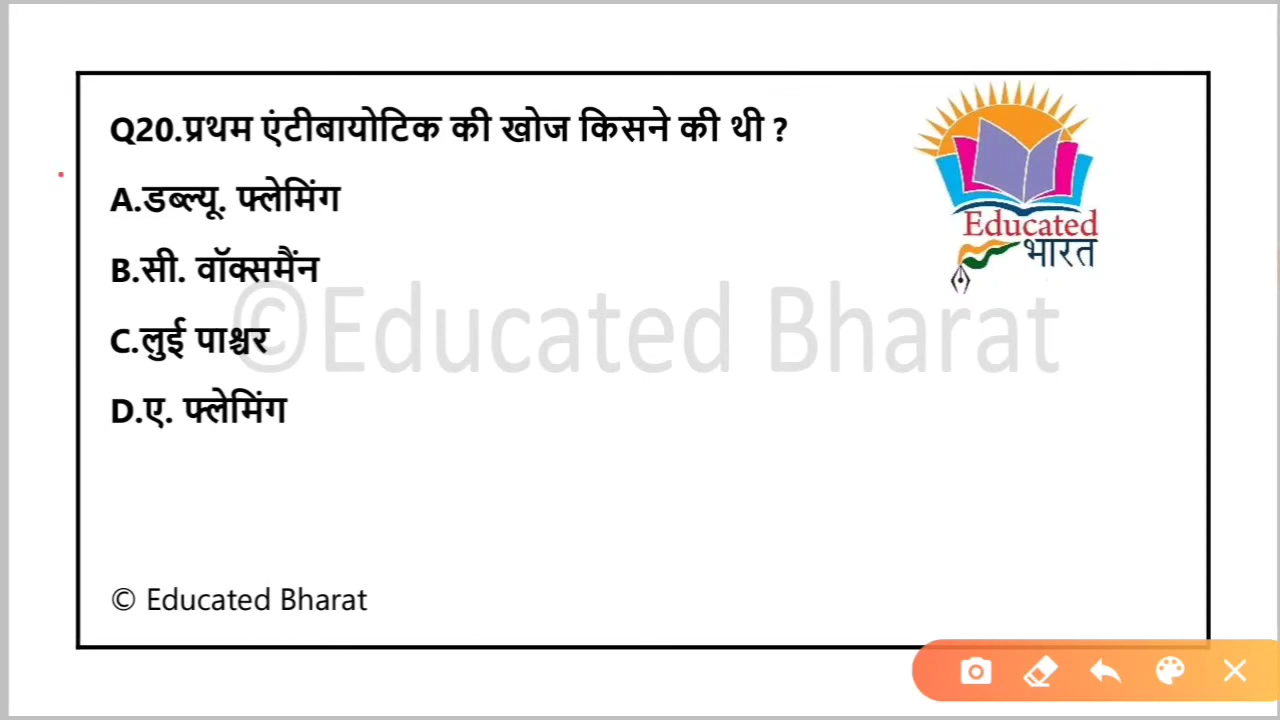 Q20.प्रथम एंटीबायोटिक की खोज किसने की थी ?
A.डब्ल्यू. फ्लेमिंग
B.सी. वॉक्समैंन
C.लुई पाश्चर
D.ए. फ्लेमिंग
Educated
भारत
©Educated Bharat
© Educated Bharat